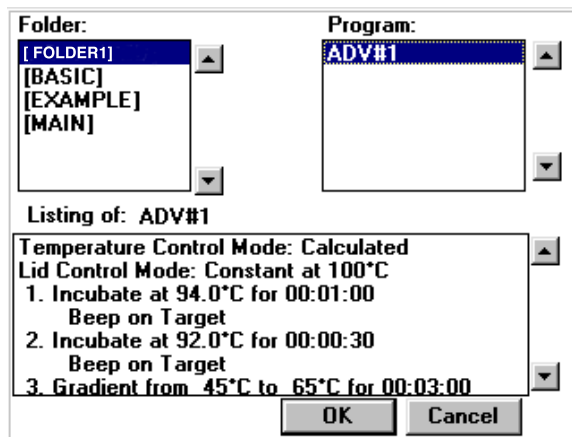 Folder:
Program:
[ FOLDER1]
[BASIC]
[EXAMPLE]
[MAIN]
ADV#1
Listing of: ADV#1
Temperature Control Mode: Calculated
Lid Control Mode: Constant at 100°C
1. Incubate at 94.0°C for 00:01:00
Beep on Target
2. Incubate at 92.0°C for 00:00:30
Beep on Target
3. Gradient from 45°C to 65°C for 00:03:00
OK
Cancel